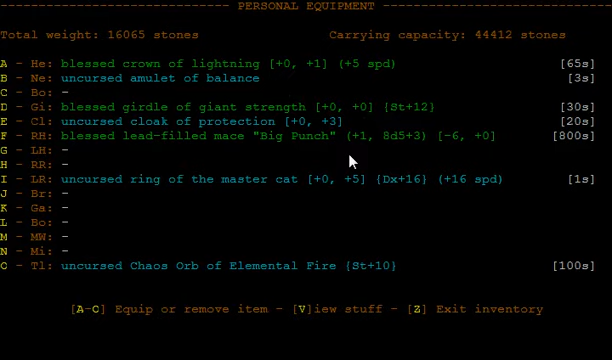 PERSONAL EQUIPMENT
Total weight: 16065 stones Carrying capacity: 44412 stones
A - He: blessed crown of lightning [+0, +1] (+5 spd) [65s]
B - Ne: uncursed amulet of balance [3s]
C - Bo: -
D - Gi: blessed girdle of giant strength [+0, +0] {St+12} [30s]
E - Cl: uncursed cloak of protection [+0, +3] [20s]
F - RH: blessed lead-filled mace "Big Punch" (+1, 8d5+3) [-6, +0] [800s]
G - LH: -
H - RR: -
I - LR: uncursed ring of the master cat [+0, +5] {Dx+16} (+16 spd) [1s]
J - Br: -
K - Ga: -
L - Bo: -
M - MW: -
N - Mi: -
O - Tl: uncursed Chaos Orb of Elemental Fire {St+10} [100s]
[A-O] Equip or remove item - [V]iew stuff - [Z] Exit inventory